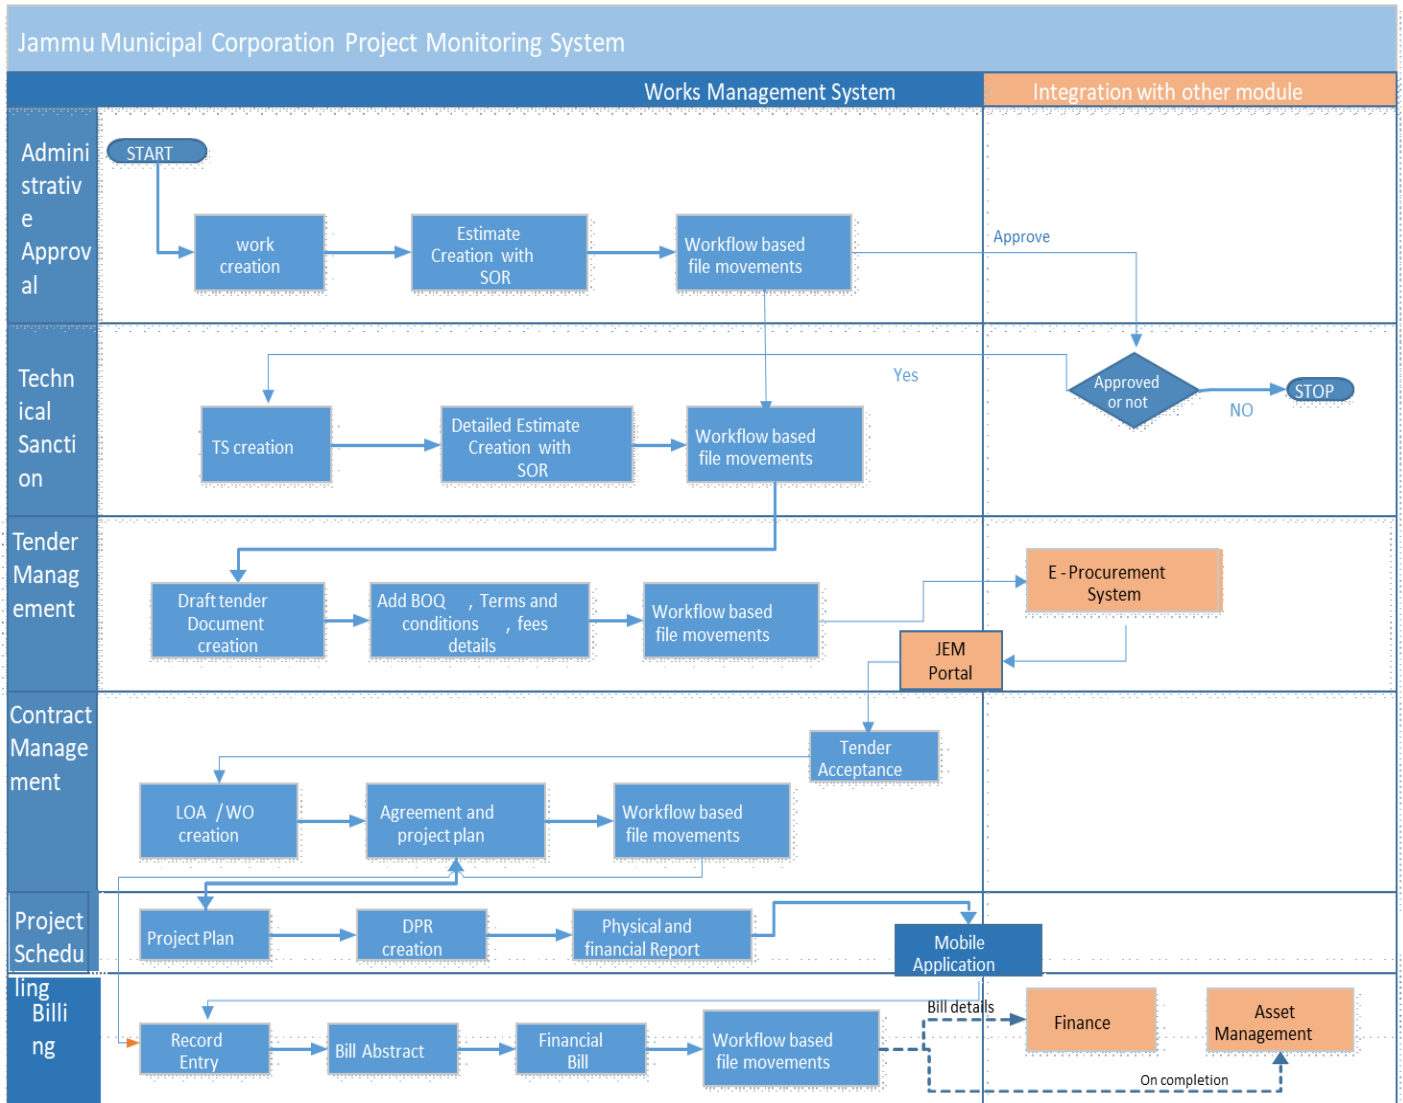 Jammu Municipal Corporation Project Monitoring System
Works Management System
Integration with other module
Admini
strativ
e
Approv
al
START
work
creation
Estimate
Creation with
SOR
Workflow based
file movements
Approve
Techn
ical
Sancti
on
Yes
Approved
or not
NO
STOP
TS creation
Detailed Estimate
Creation with
SOR
Workflow based
file movements
Tender
Manag
ement
Draft tender
Document
creation
Add BOQ , Terms and
conditions , fees
details
Workflow based
file movements
E - Procurement
System
JEM
Portal
Contract
Manage
ment
Tender
Acceptance
LOA / WO
creation
Agreement and
project plan
Workflow based
file movements
Project
Schedu
ling
Project Plan
DPR
creation
Physical and
financial Report
Mobile
Application
Billi
ng
Record
Entry
Bill Abstract
Financial
Bill
Workflow based
file movements
Bill details
Finance
Asset
Management
On completion